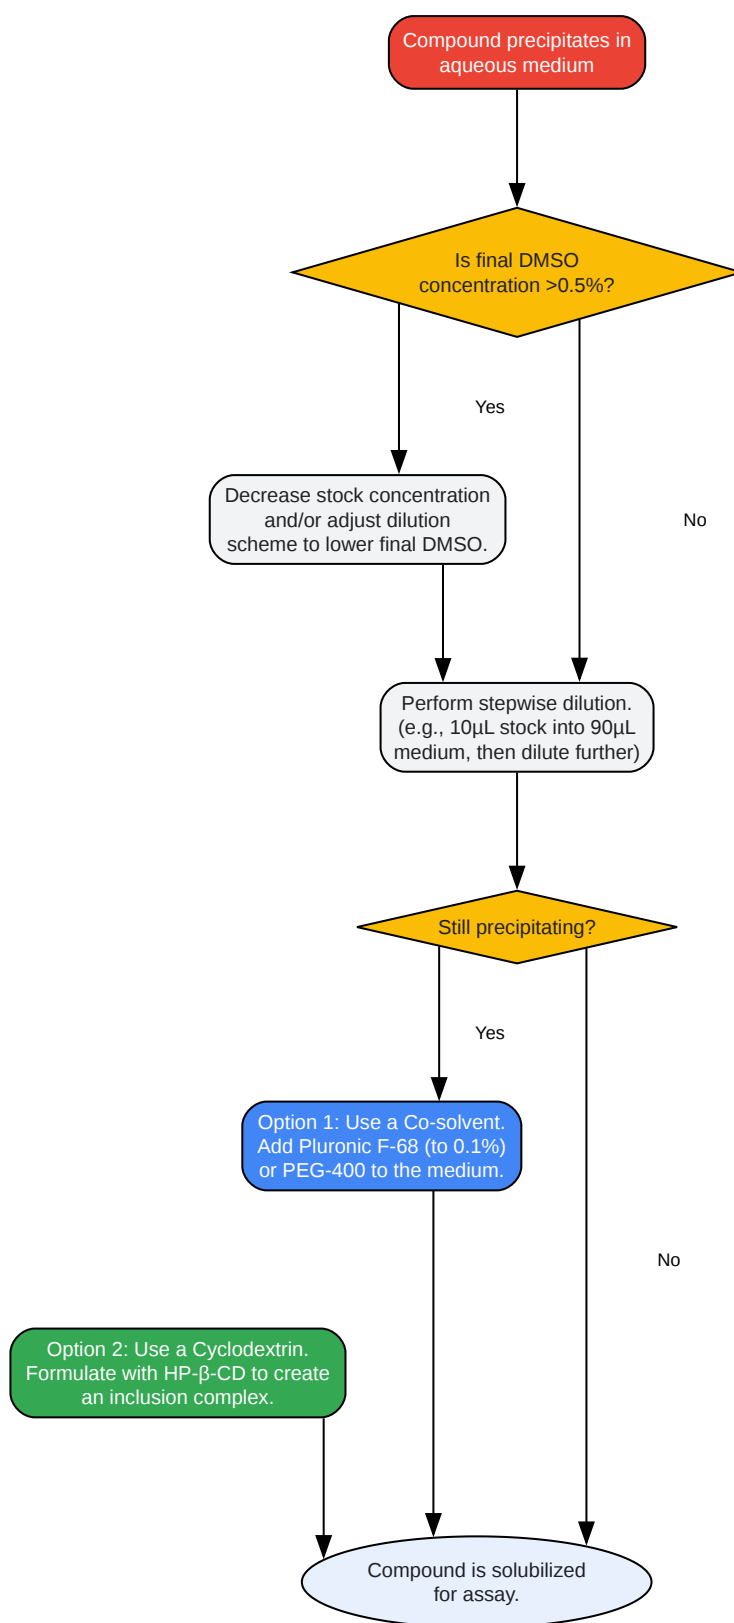 Compound precipitates in
aqueous medium
Is final DMSO
concentration >0.5%?
Yes
Decrease stock concentration
and/or adjust dilution
scheme to lower final DMSO.
No
Perform stepwise dilution.
(e.g., 10µL stock into 90µL
medium, then dilute further)
Still precipitating?
Yes
Option 1: Use a Co-solvent.
Add Pluronic F-68 (to 0.1%)
or PEG-400 to the medium.
No
Option 2: Use a Cyclodextrin.
Formulate with HP-β-CD to create
an inclusion complex.
Compound is solubilized
for assay.